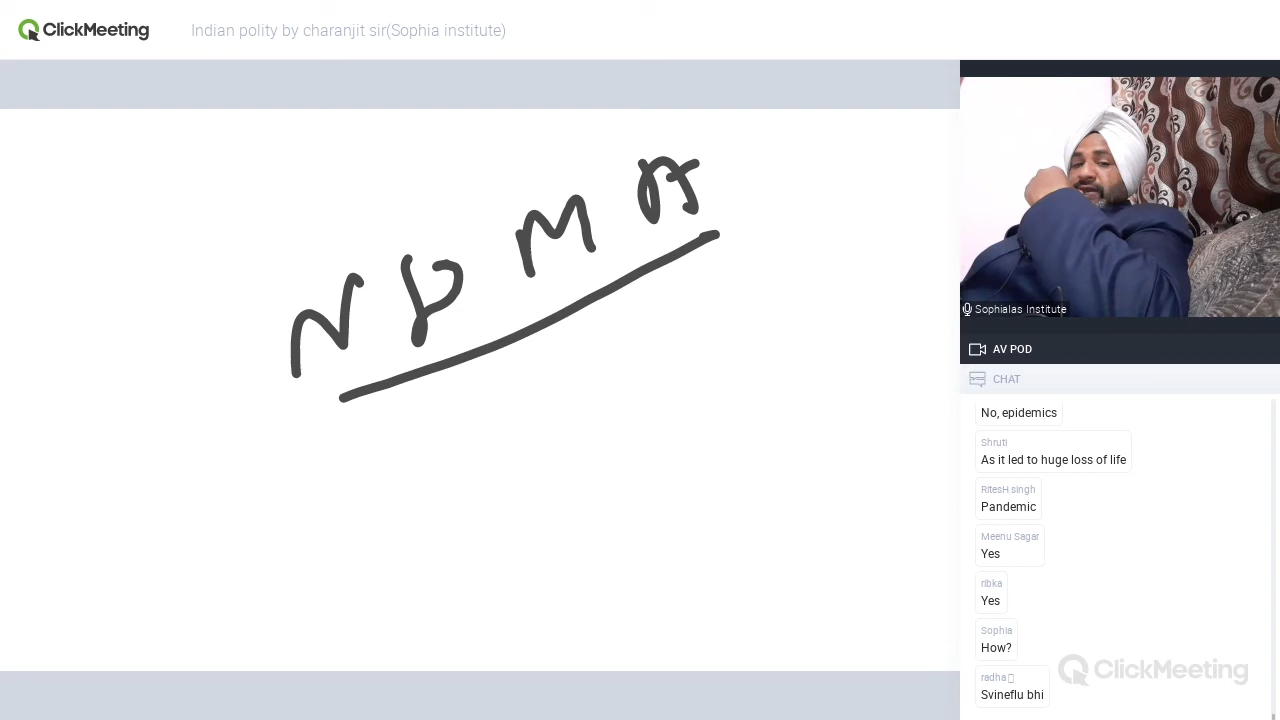 ClickMeeting
Indian polity by charanjit sir(Sophia institute)
N D M A
Sophialas Institute
AV POD
CHAT
No, epidemics
Shruti
As it led to huge loss of life
RitesH singh
Pandemic
Meenu Sagar
Yes
ribka
Yes
Sophia
How?
radha
Svineflu bhi
ClickMeeting